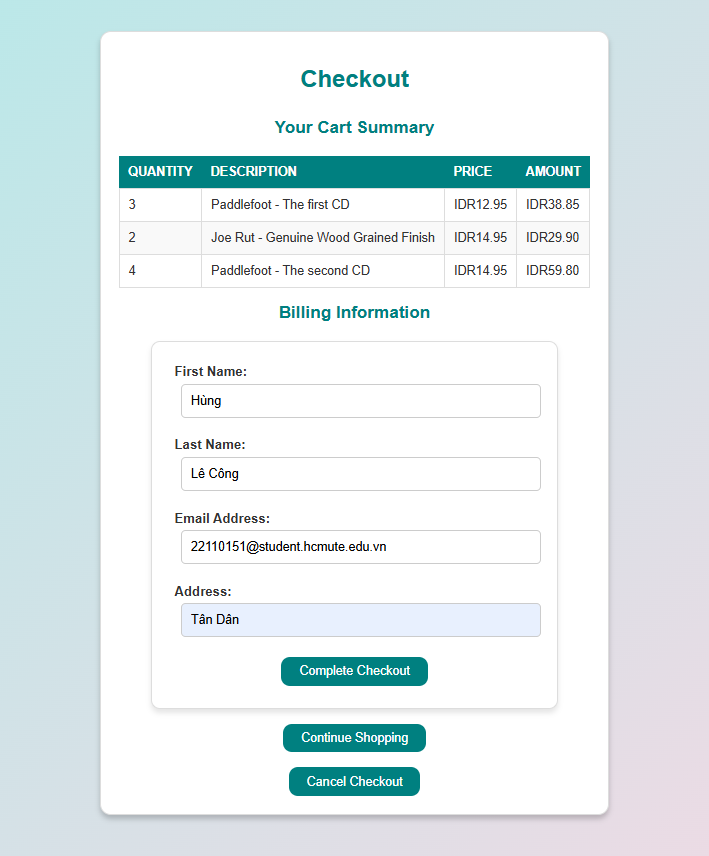 Checkout
Your Cart Summary
QUANTITY DESCRIPTION PRICE AMOUNT
3 Paddlefoot - The first CD IDR12.95 IDR38.85
2 Joe Rut - Genuine Wood Grained Finish IDR14.95 IDR29.90
4 Paddlefoot - The second CD IDR14.95 IDR59.80
Billing Information
First Name:
Hùng
Last Name:
Lê Công
Email Address:
22110151@student.hcmute.edu.vn
Address:
Tân Dân
Complete Checkout
Continue Shopping
Cancel Checkout